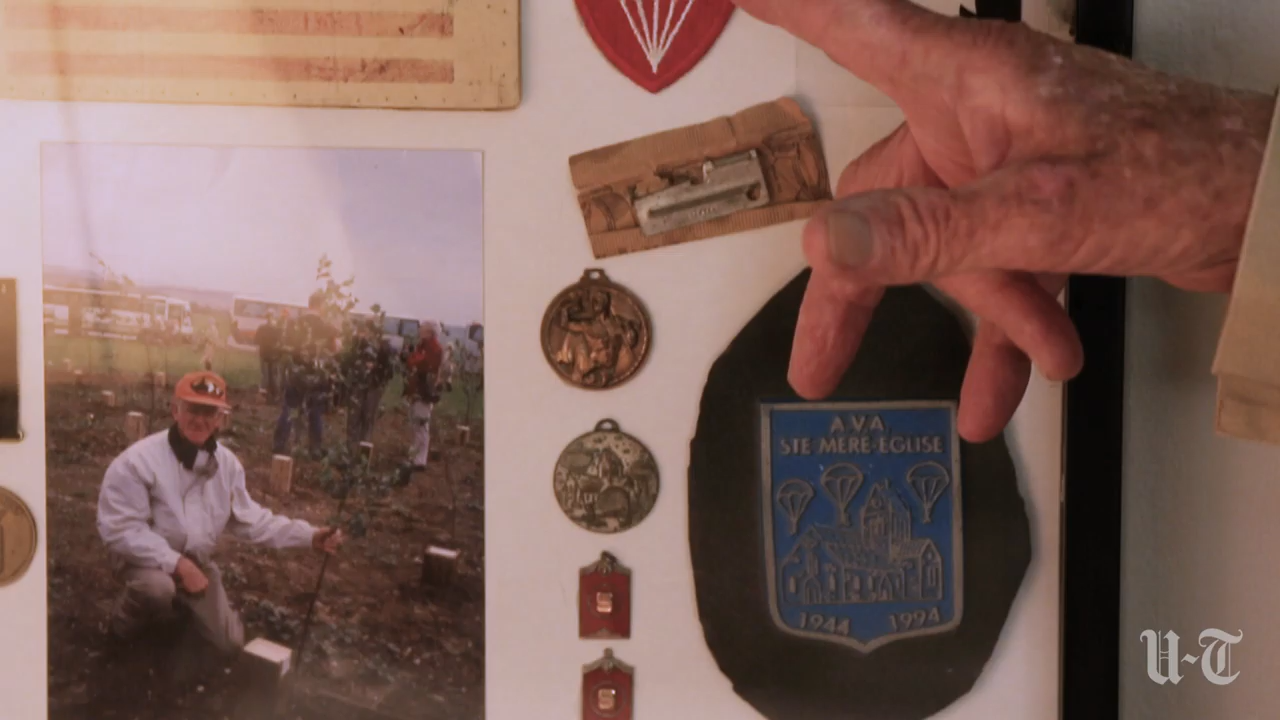 A.V.A.
STE-MERE-EGLISE
1944 1994
S
S
U-T